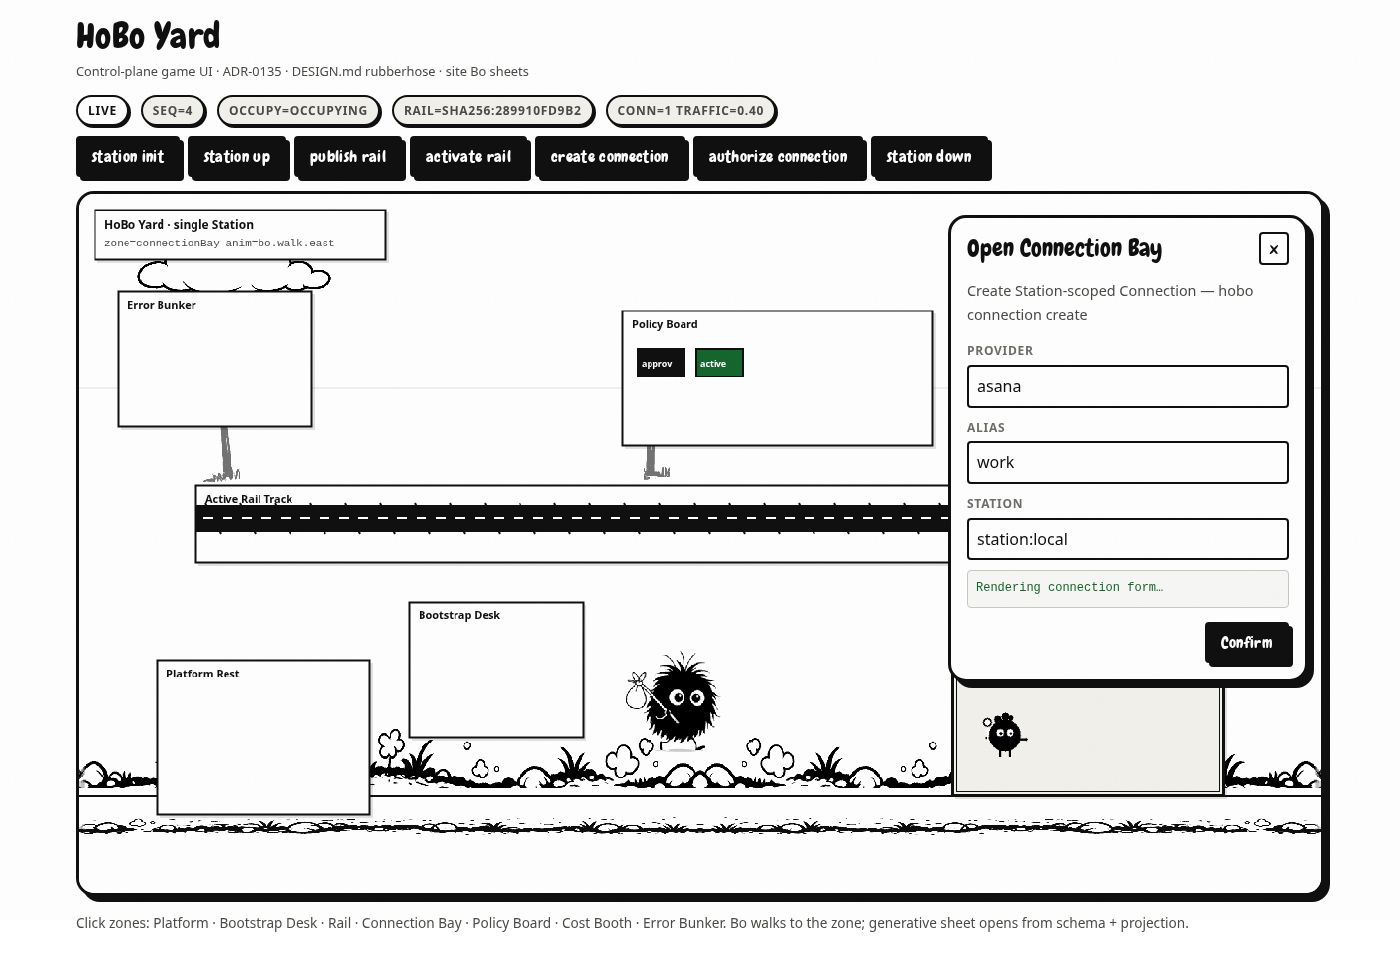 HoBo Yard
Control-plane game UI · ADR-0135 · DESIGN.md rubberhose · site Bo sheets
LIVE SEQ=4 OCCUPY=OCCUPYING RAIL=SHA256:289910FD9B2 CONN=1 TRAFFIC=0.40
station init station up publish rail activate rail create connection authorize connection station down
HoBo Yard · single Station
zone=connectionBay anim=bo.walk.east
Error Bunker
Policy Board
approv active
Active Rail Track
Bootstrap Desk
Platform Rest
Open Connection Bay x
Create Station-scoped Connection — hobo
connection create
PROVIDER
asana
ALIAS
work
STATION
station:local
Rendering connection form…
Confirm
Click zones: Platform · Bootstrap Desk · Rail · Connection Bay · Policy Board · Cost Booth · Error Bunker. Bo walks to the zone; generative sheet opens from schema + projection.